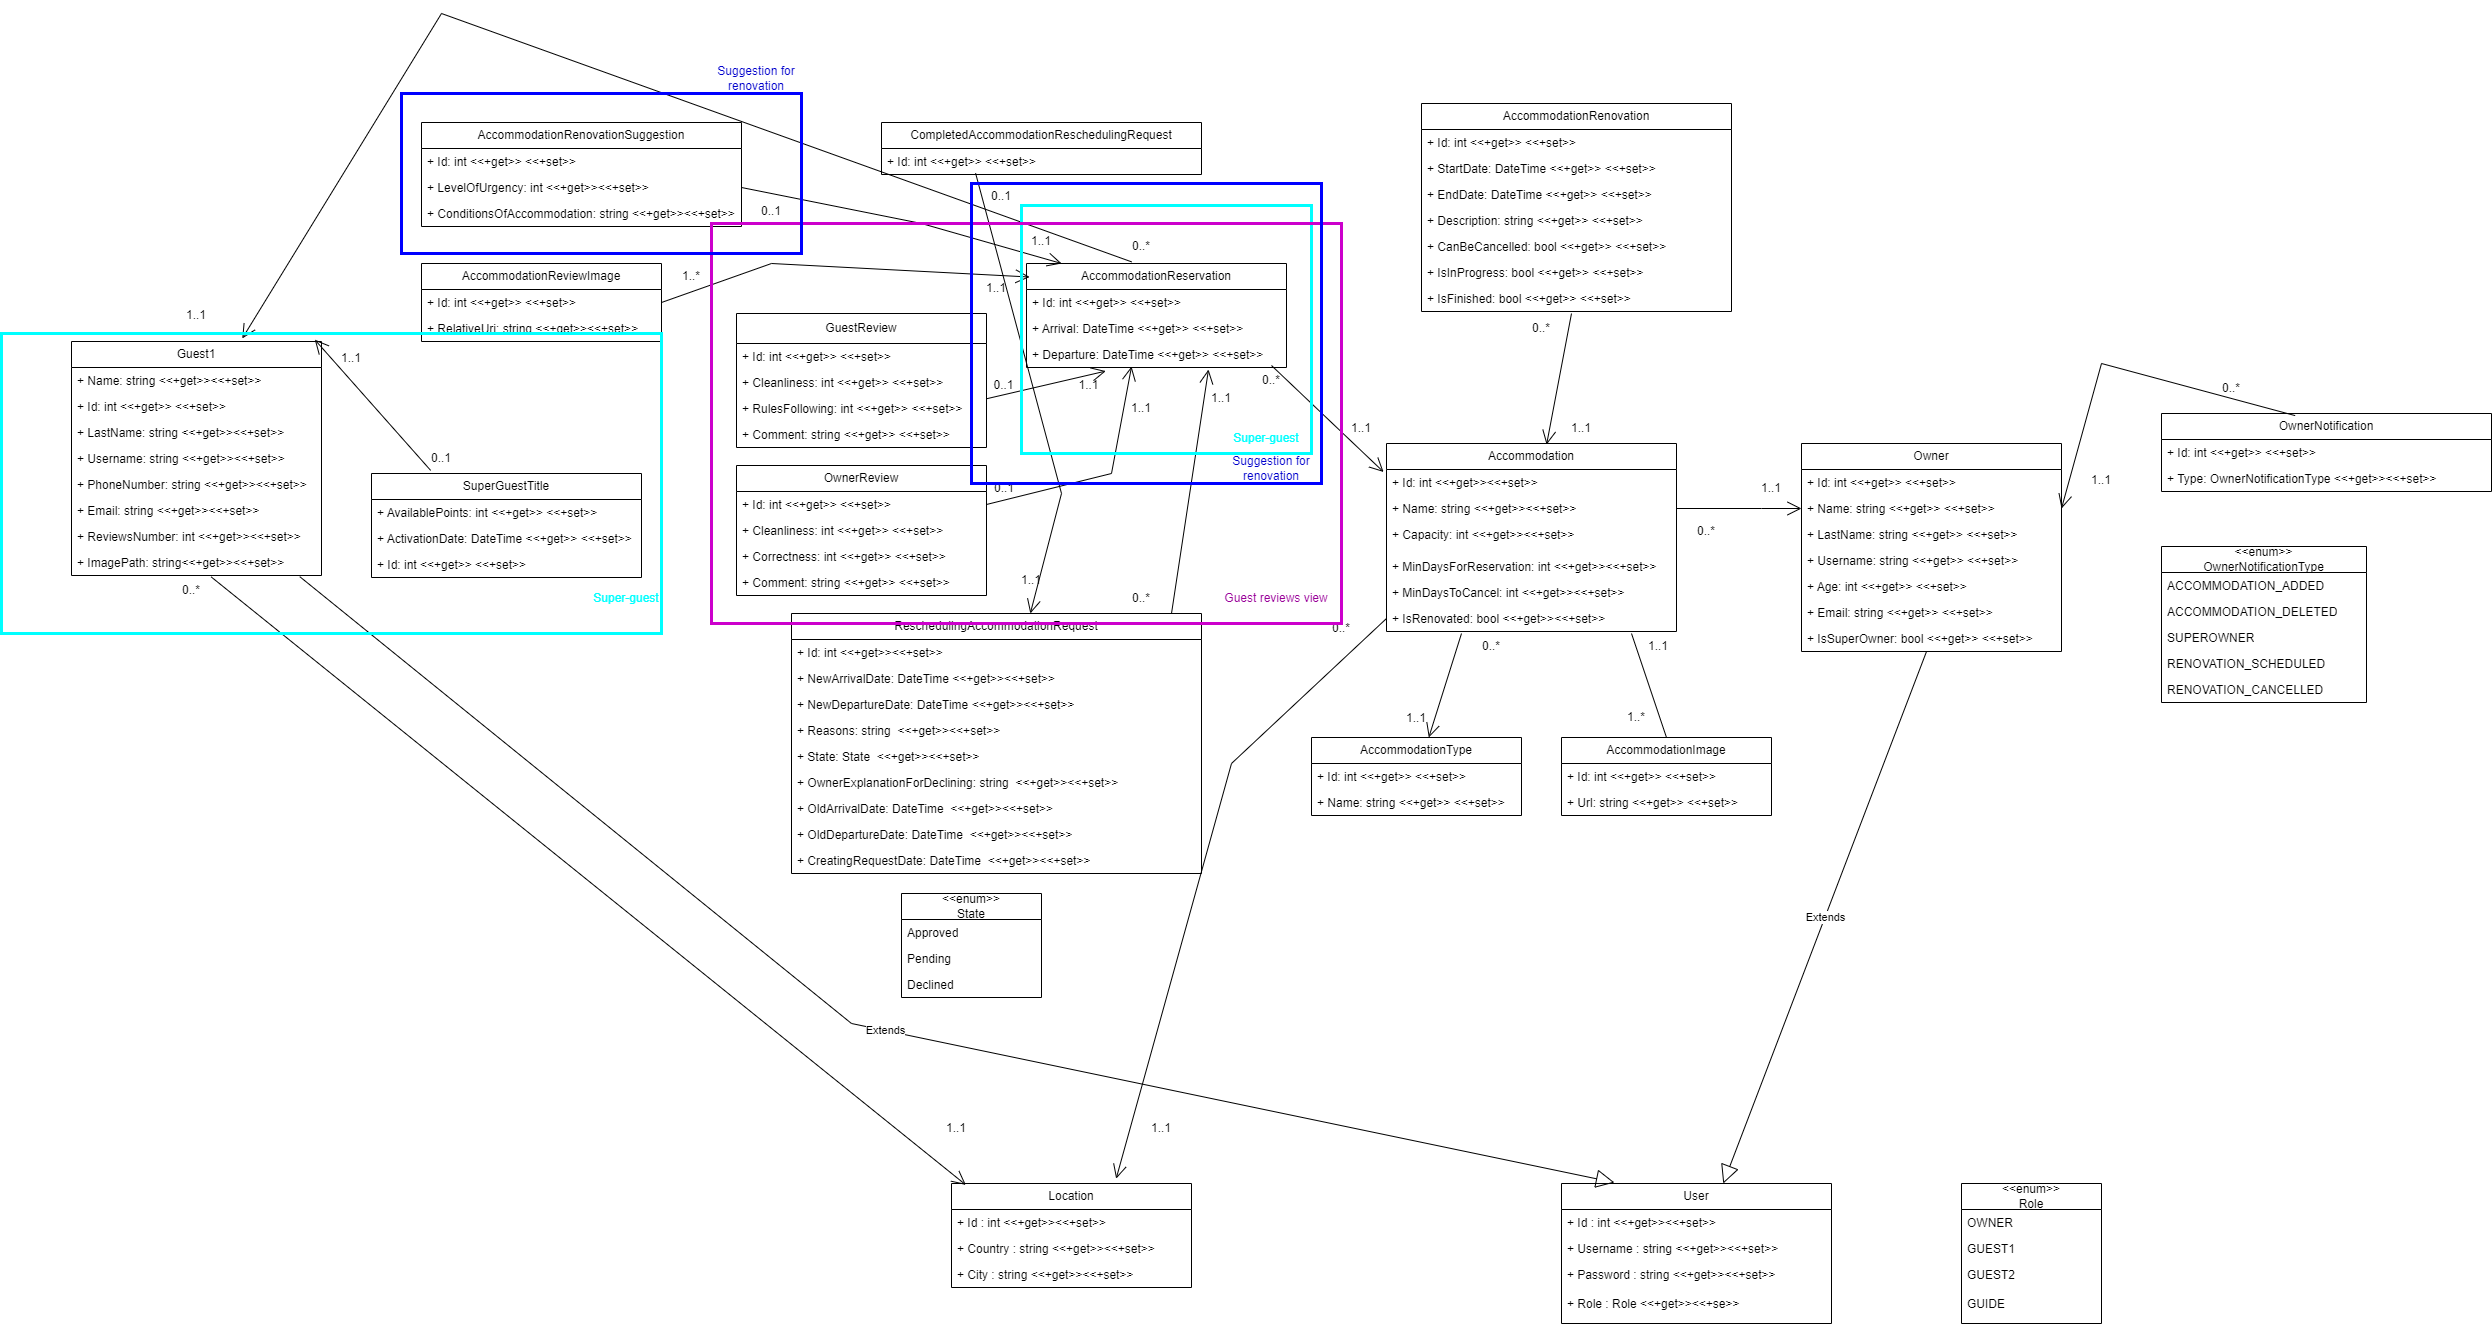 Suggestion for
renovation
AccommodationRenovationSuggestion
+ Id: int <<+get>> <<+set>>
+ LevelOfUrgency: int <<+get>><<+set>>
+ ConditionsOfAccommodation: string <<+get>><<+set>>
0..1
1..1
CompletedAccommodationReschedulingRequest
+ Id: int <<+get>> <<+set>>
0..1
1..1
AccommodationRenovation
+ Id: int <<+get>> <<+set>>
+ StartDate: DateTime <<+get>> <<+set>>
+ EndDate: DateTime <<+get>> <<+set>>
+ Description: string <<+get>> <<+set>>
+ CanBeCancelled: bool <<+get>> <<+set>>
+ IsInProgress: bool <<+get>> <<+set>>
+ IsFinished: bool <<+get>> <<+set>>
0..*
1..1
AccommodationReviewImage
+ Id: int <<+get>> <<+set>>
+ RelativeUri: string <<+get>><<+set>>
1..*
1..1
AccommodationReservation
+ Id: int <<+get>> <<+set>>
+ Arrival: DateTime <<+get>> <<+set>>
+ Departure: DateTime <<+get>> <<+set>>
0..*
1..1
0..*
1..1
Guest1
+ Name: string <<+get>><<+set>>
+ Id: int <<+get>> <<+set>>
+ LastName: string <<+get>><<+set>>
+ Username: string <<+get>><<+set>>
+ PhoneNumber: string <<+get>><<+set>>
+ Email: string <<+get>><<+set>>
+ ReviewsNumber: int <<+get>><<+set>>
+ ImagePath: string<<+get>><<+set>>
0..*
1..1
0..1
SuperGuestTitle
+ AvailablePoints: int <<+get>> <<+set>>
+ ActivationDate: DateTime <<+get>> <<+set>>
+ Id: int <<+get>> <<+set>>
Super-guest
GuestReview
+ Id: int <<+get>> <<+set>>
+ Cleanliness: int <<+get>> <<+set>>
+ RulesFollowing: int <<+get>> <<+set>>
+ Comment: string <<+get>> <<+set>>
0..1
1..1
OwnerReview
+ Id: int <<+get>> <<+set>>
+ Cleanliness: int <<+get>> <<+set>>
+ Correctness: int <<+get>> <<+set>>
+ Comment: string <<+get>> <<+set>>
0..1
1..1
1..1
Super-guest
Suggestion for
renovation
0..*
Guest reviews view
ReschedulingAccommodationRequest
+ Id: int <<+get>><<+set>>
+ NewArrivalDate: DateTime <<+get>><<+set>>
+ NewDepartureDate: DateTime <<+get>><<+set>>
+ Reasons: string <<+get>><<+set>>
+ State: State <<+get>><<+set>>
+ OwnerExplanationForDeclining: string <<+get>><<+set>>
+ OldArrivalDate: DateTime <<+get>><<+set>>
+ OldDepartureDate: DateTime <<+get>><<+set>>
+ CreatingRequestDate: DateTime <<+get>><<+set>>
<<enum>>
State
Approved
Pending
Declined
Accommodation
+ Id: int <<+get>><<+set>>
+ Name: string <<+get>><<+set>>
+ Capacity: int <<+get>><<+set>>
+ MinDaysForReservation: int <<+get>><<+set>>
+ MinDaysToCancel: int <<+get>><<+set>>
+ IsRenovated: bool <<+get>><<+set>>
0..*
0..*
1..1
1..1
1..*
1..1
0..*
AccommodationType
+ Id: int <<+get>> <<+set>>
+ Name: string <<+get>> <<+set>>
AccommodationImage
+ Id: int <<+get>> <<+set>>
+ Url: string <<+get>> <<+set>>
Owner
+ Id: int <<+get>> <<+set>>
+ Name: string <<+get>> <<+set>>
+ LastName: string <<+get>> <<+set>>
+ Username: string <<+get>> <<+set>>
+ Age: int <<+get>> <<+set>>
+ Email: string <<+get>> <<+set>>
+ IsSuperOwner: bool <<+get>> <<+set>>
1..1
0..*
OwnerNotification
+ Id: int <<+get>> <<+set>>
+ Type: OwnerNotificationType <<+get>><<+set>>
<<enum>>
OwnerNotificationType
ACCOMMODATION_ADDED
ACCOMMODATION_DELETED
SUPEROWNER
RENOVATION_SCHEDULED
RENOVATION_CANCELLED
Extends
Extends
1..1
1..1
Location
+ Id : int <<+get>><<+set>>
+ Country : string <<+get>><<+set>>
+ City : string <<+get>><<+set>>
User
+ Id : int <<+get>><<+set>>
+ Username : string <<+get>><<+set>>
+ Password : string <<+get>><<+set>>
+ Role : Role <<+get>><<+se>>
<<enum>>
Role
OWNER
GUEST1
GUEST2
GUIDE